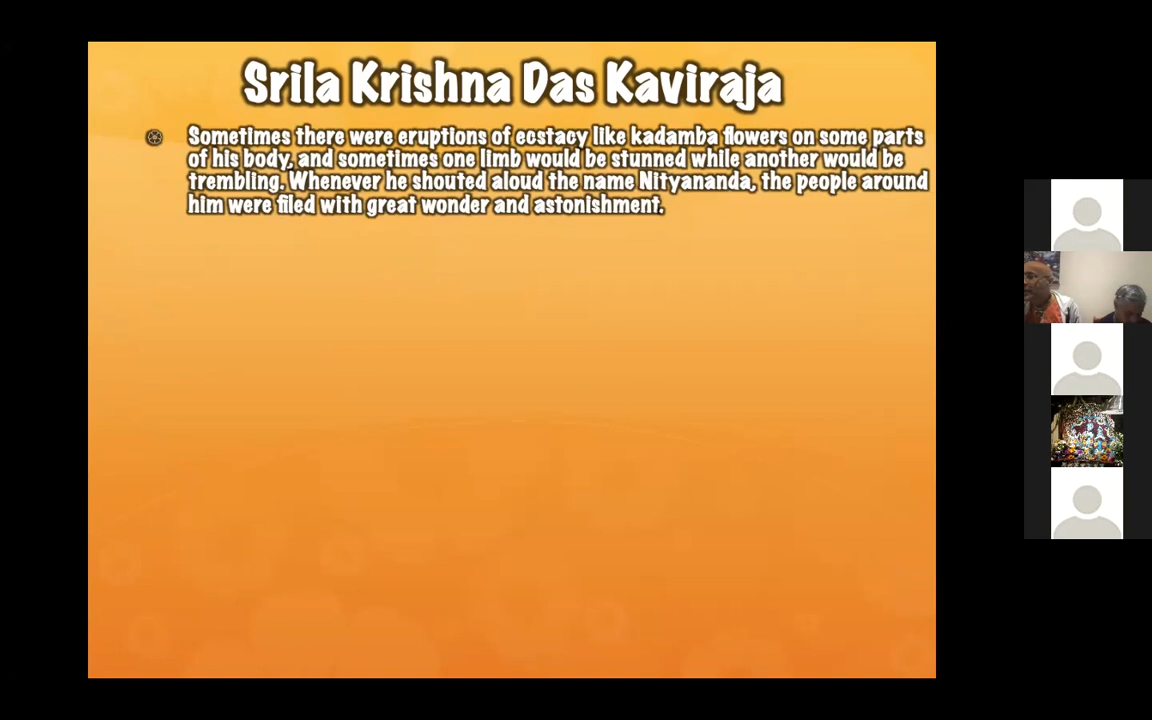 Srila Krishna Das Kaviraja
Sometimes there were eruptions of ecstacy like kadamba flowers on some parts
of his body, and sometimes one limb would be stunned while another would be
trembling. Whenever he shouted aloud the name Nityananda, the people around
him were filed with great wonder and astonishment.